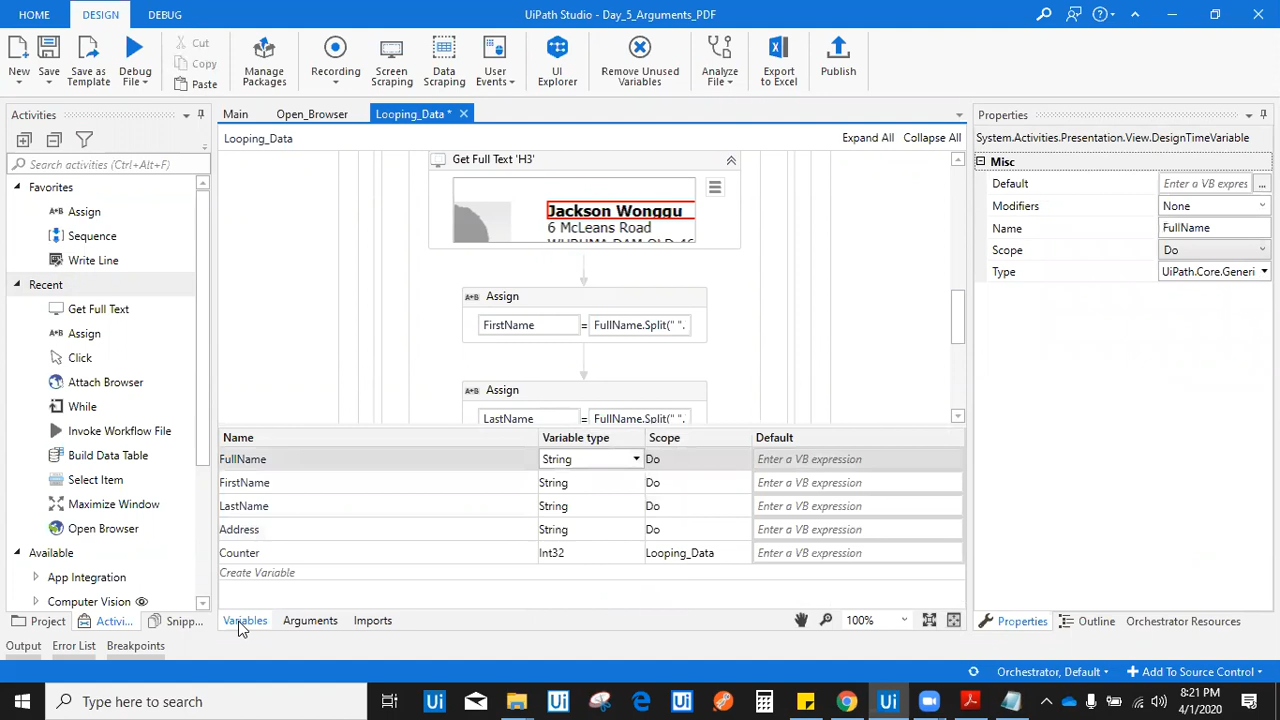 HOME DESIGN DEBUG UiPath Studio - Day_5_Arguments_PDF
New Save Save as Template Debug File Cut Copy Paste Manage Packages Recording Screen Scraping Data Scraping User Events UI Explorer Remove Unused Variables Analyze File Export to Excel Publish
Activities Main Open_Browser Looping_Data * Properties
Looping_Data Expand All Collapse All System.Activities.Presentation.View.DesignTimeVariable
Search activities (Ctrl+Alt+F) Get Full Text 'H3' Misc
Favorites Default Enter a VB expres ...
Assign Jackson Wonggu Modifiers None
Sequence 6 McLeans Road Name FullName
Write Line Scope Do
Recent Type UiPath.Core.Generi
Assign
Get Full Text FirstName = FullName.Split(" ".
Assign
Click
Attach Browser Assign
While LastName = FullName.Split(" ".
Invoke Workflow File Name Variable type Scope Default
Build Data Table FullName String Do Enter a VB expression
Select Item FirstName String Do Enter a VB expression
Maximize Window LastName String Do Enter a VB expression
Open Browser Address String Do Enter a VB expression
Available Counter Int32 Looping_Data Enter a VB expression
App Integration Create Variable
Computer Vision
Project Activi... Snipp... Variables Arguments Imports 100% Properties Outline Orchestrator Resources
Output Error List Breakpoints
Orchestrator, Default Add To Source Control
Type here to search 8:21 PM
4/1/2020